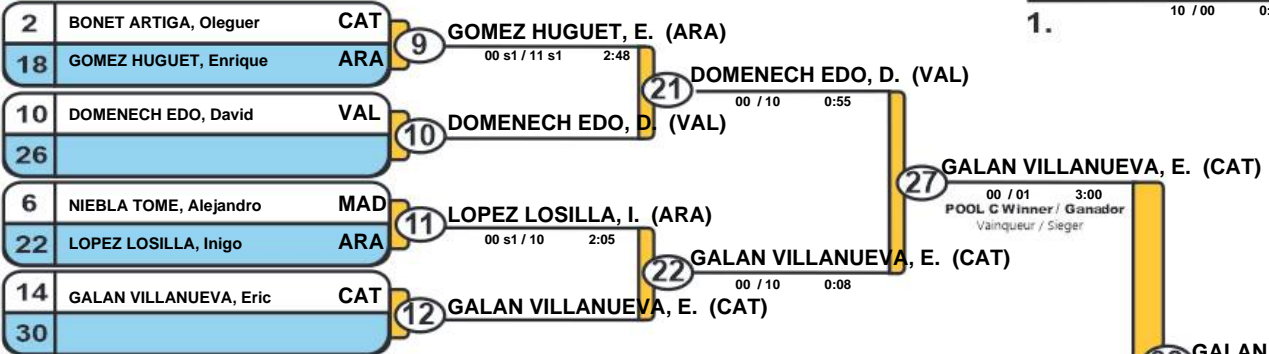 10 / 00 0:
1.
2 BONET ARTIGA, Oleguer CAT
18 GOMEZ HUGUET, Enrique ARA
9 GOMEZ HUGUET, E. (ARA)
00 s1 / 11 s1 2:48
21 DOMENECH EDO, D. (VAL)
00 / 10 0:55
10 DOMENECH EDO, David VAL
26
10 DOMENECH EDO, D. (VAL)
27 GALAN VILLANUEVA, E. (CAT)
00 / 01 3:00
POOL C Winner / Ganador
Vainqueur / Sieger
6 NIEBLA TOME, Alejandro MAD
22 LOPEZ LOSILLA, Inigo ARA
11 LOPEZ LOSILLA, I. (ARA)
00 s1 / 10 2:05
22 GALAN VILLANUEVA, E. (CAT)
00 / 10 0:08
14 GALAN VILLANUEVA, Eric CAT
30
12 GALAN VILLANUEVA, E. (CAT)
GALAN